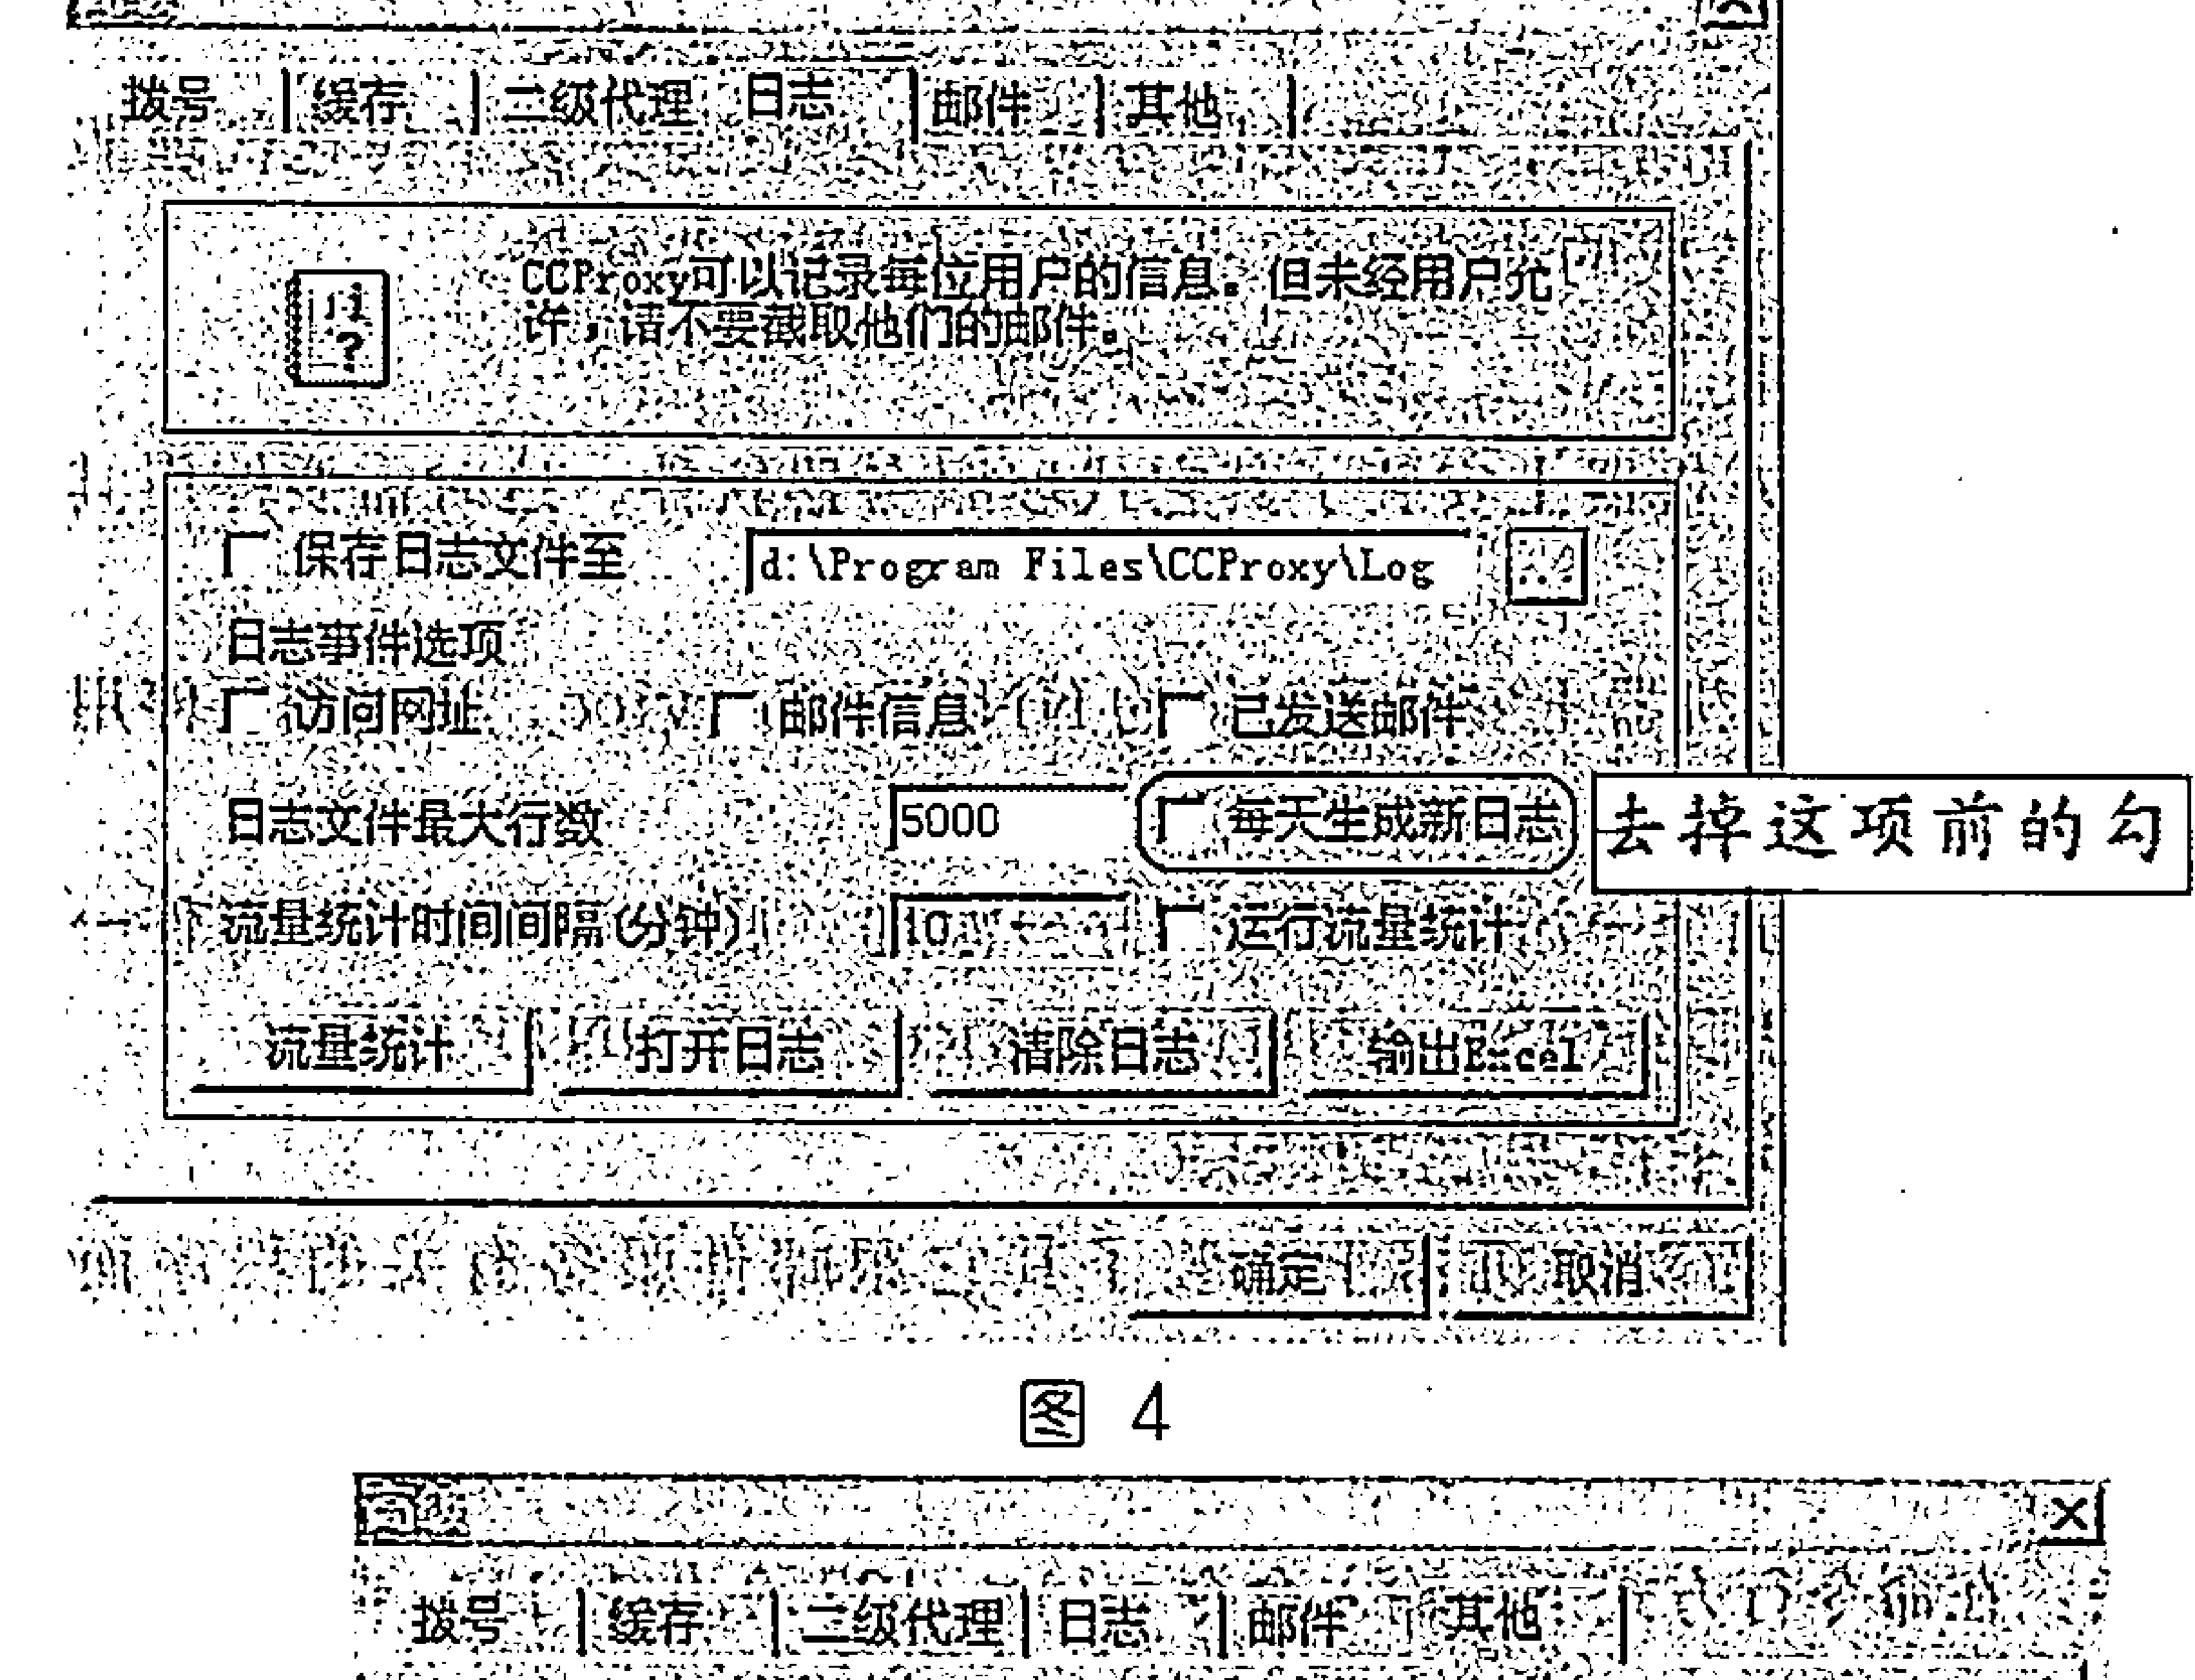 拨号 缓存 二级代理 日志 邮件 其他
CCProxy可以记录每位用户的信息。但未经用户允
许，请不要截取他们的邮件。
保存日志文件至 d:\Program Files\CCProxy\Log
日志事件选项
访问网址 邮件信息 已发送邮件
日志文件最大行数 5000 每天生成新日志 去掉这项前的勾
流量统计时间间隔(分钟) 10 运行流量统计
流量统计 打开日志 清除日志 输出Excel
确定 取消
图 4
高级
拨号 缓存 二级代理 日志 邮件 其他